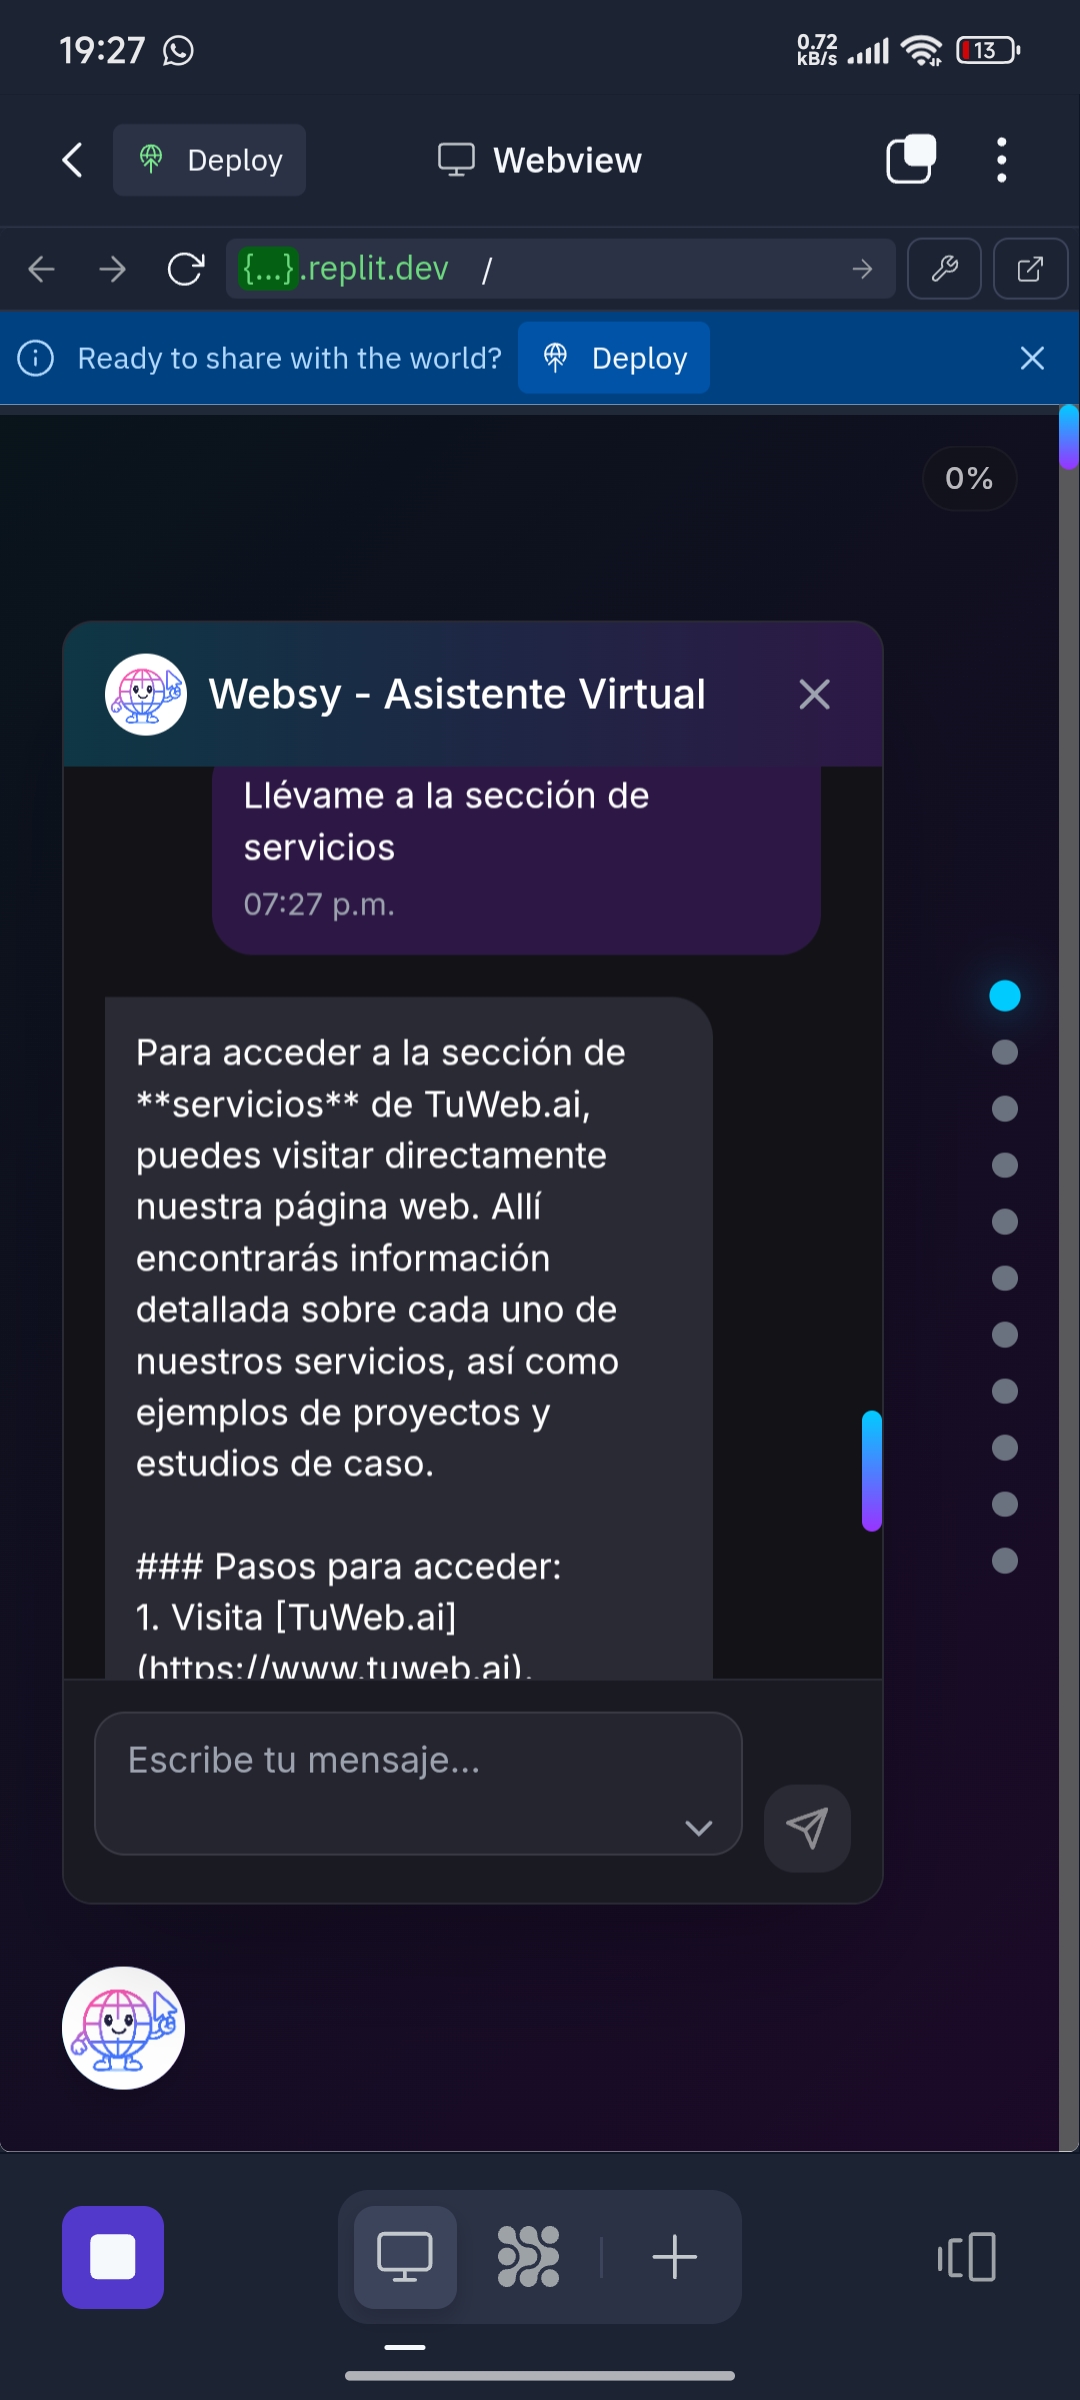 19:27
0.72
kB/s
13
Deploy
Webview
{...}.replit.dev /
Ready to share with the world?
Deploy
0%
Websy - Asistente Virtual
Llévame a la sección de
servicios
07:27 p.m.
Para acceder a la sección de
**servicios** de TuWeb.ai,
puedes visitar directamente
nuestra página web. Allí
encontrarás información
detallada sobre cada uno de
nuestros servicios, así como
ejemplos de proyectos y
estudios de caso.
### Pasos para acceder:
1. Visita [TuWeb.ai]
(https://www.tuweb.ai).
Escribe tu mensaje...